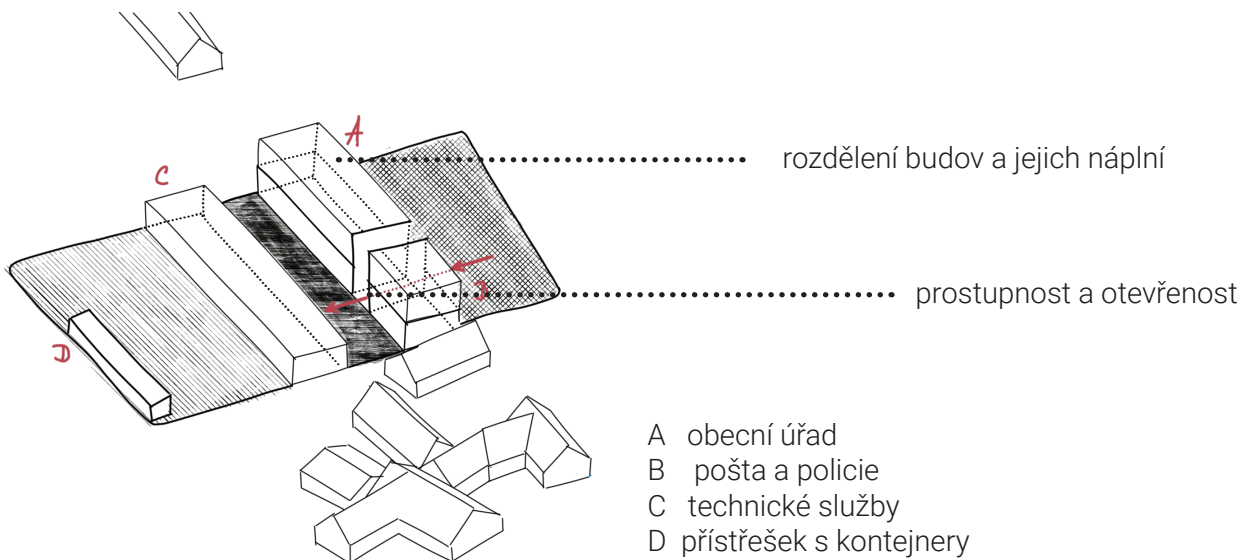 A
rozdělení budov a jejich náplní
C
prostupnost a otevřenost
D
A obecní úřad
B pošta a policie
C technické služby
D přístřešek s kontejnery